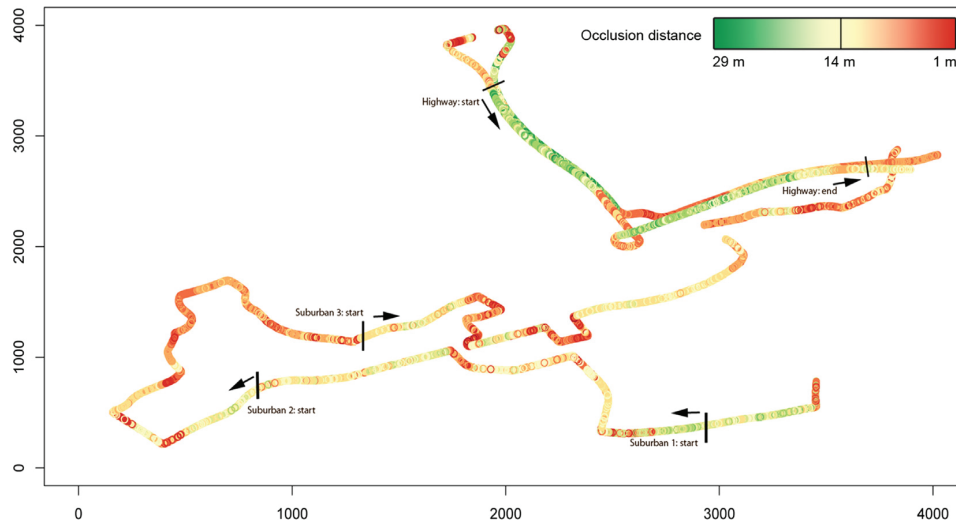 Occlusion distance
29 m 14 m 1 m
Highway: start
Highway: end
Suburban 3: start
Suburban 2: start
Suburban 1: start
4000
3000
2000
1000
0
0 1000 2000 3000 4000